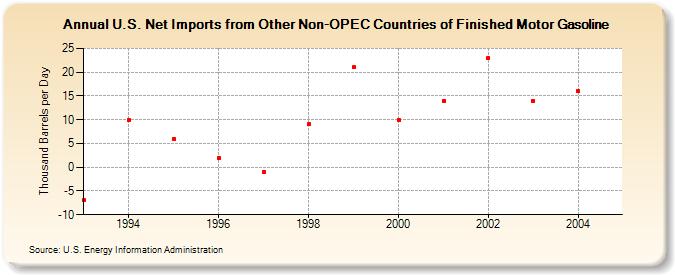 Annual U.S. Net Imports from Other Non-OPEC Countries of Finished Motor Gasoline
Thousand Barrels per Day
25
20
15
10
5
0
-5
-10
1994 1996 1998 2000 2002 2004
Source: U.S. Energy Information Administration